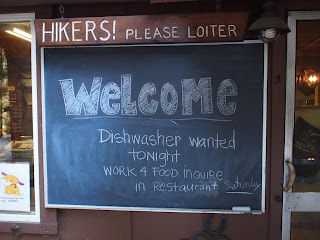 HIKERS! PLEASE LOITER
WELCOME
DISHWASHER WANTED
TONIGHT
WORK 4 FOOD INQUIRE
IN RESTAURANT Saturday